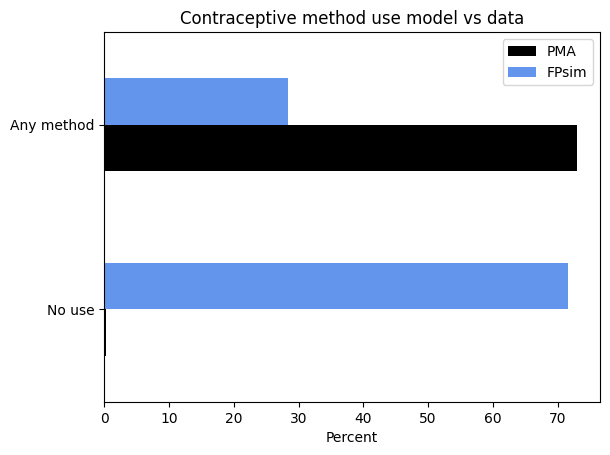 Contraceptive method use model vs data
PMA
FPsim
Any method
No use
0 10 20 30 40 50 60 70
Percent